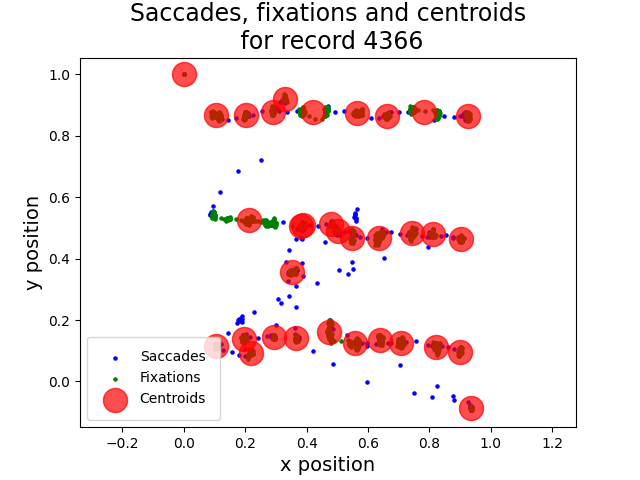 Saccades, fixations and centroids
for record 4366
y position
1.0
0.8
0.6
0.4
0.2
0.0
Saccades
Fixations
Centroids
−0.2
0.0
0.2
0.4
0.6
0.8
1.0
1.2
x position